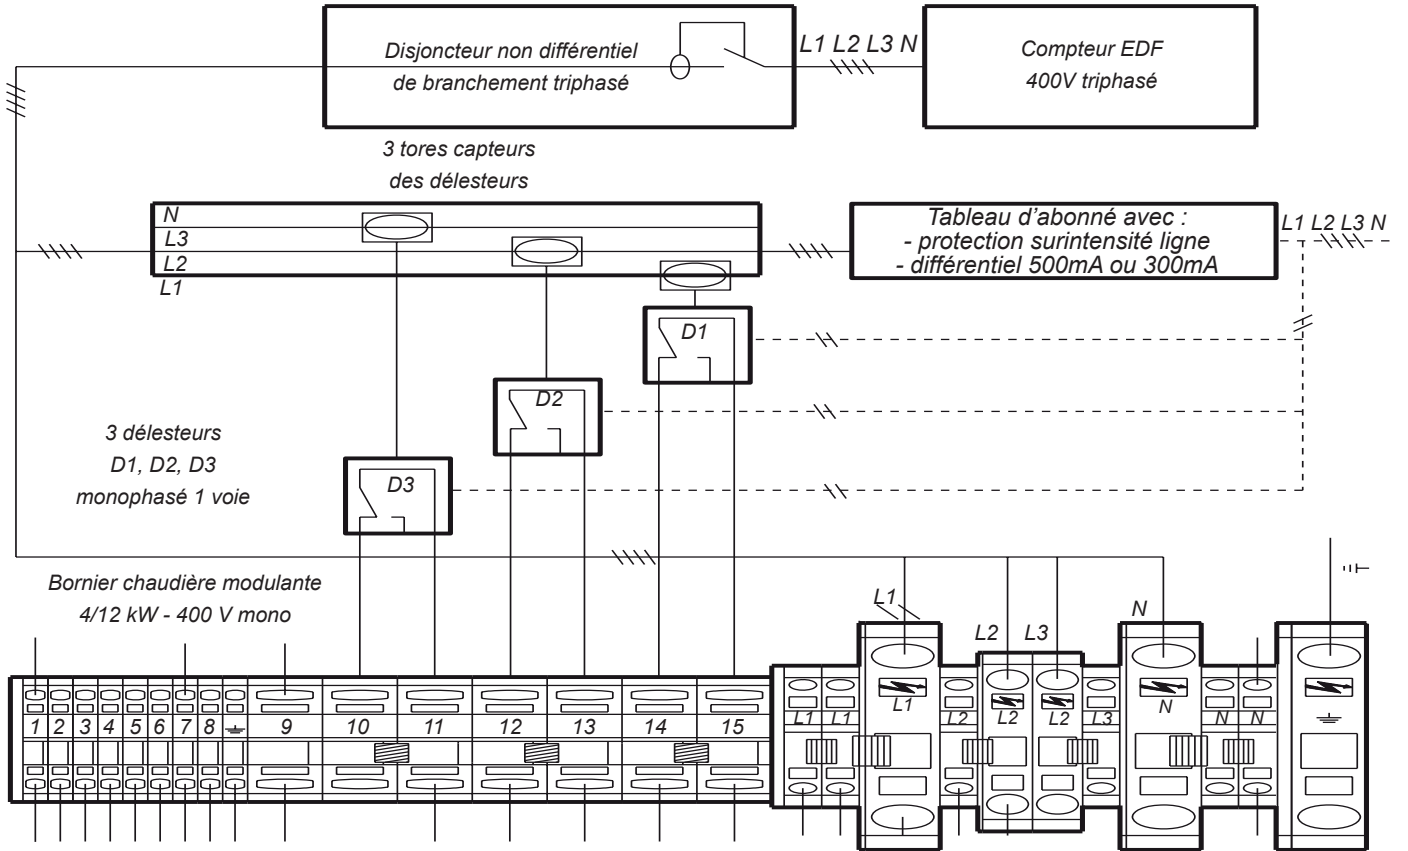 Disjoncteur non différentiel
de branchement triphasé
L1 L2 L3 N
Compteur EDF
400V triphasé
3 tores capteurs
des délesteurs
N
L3
L2
L1
Tableau d'abonné avec :
- protection surintensité ligne
- différentiel 500mA ou 300mA
L1 L2 L3 N
D1
D2
D3
3 délesteurs
D1, D2, D3
monophasé 1 voie
Bornier chaudière modulante
4/12 kW - 400 V mono
L1
L2
L3
N
1 2 3 4 5 6 7 8 9 10 11 12 13 14 15
L1 L1 L1 L2 L2 L2 L3 N N N